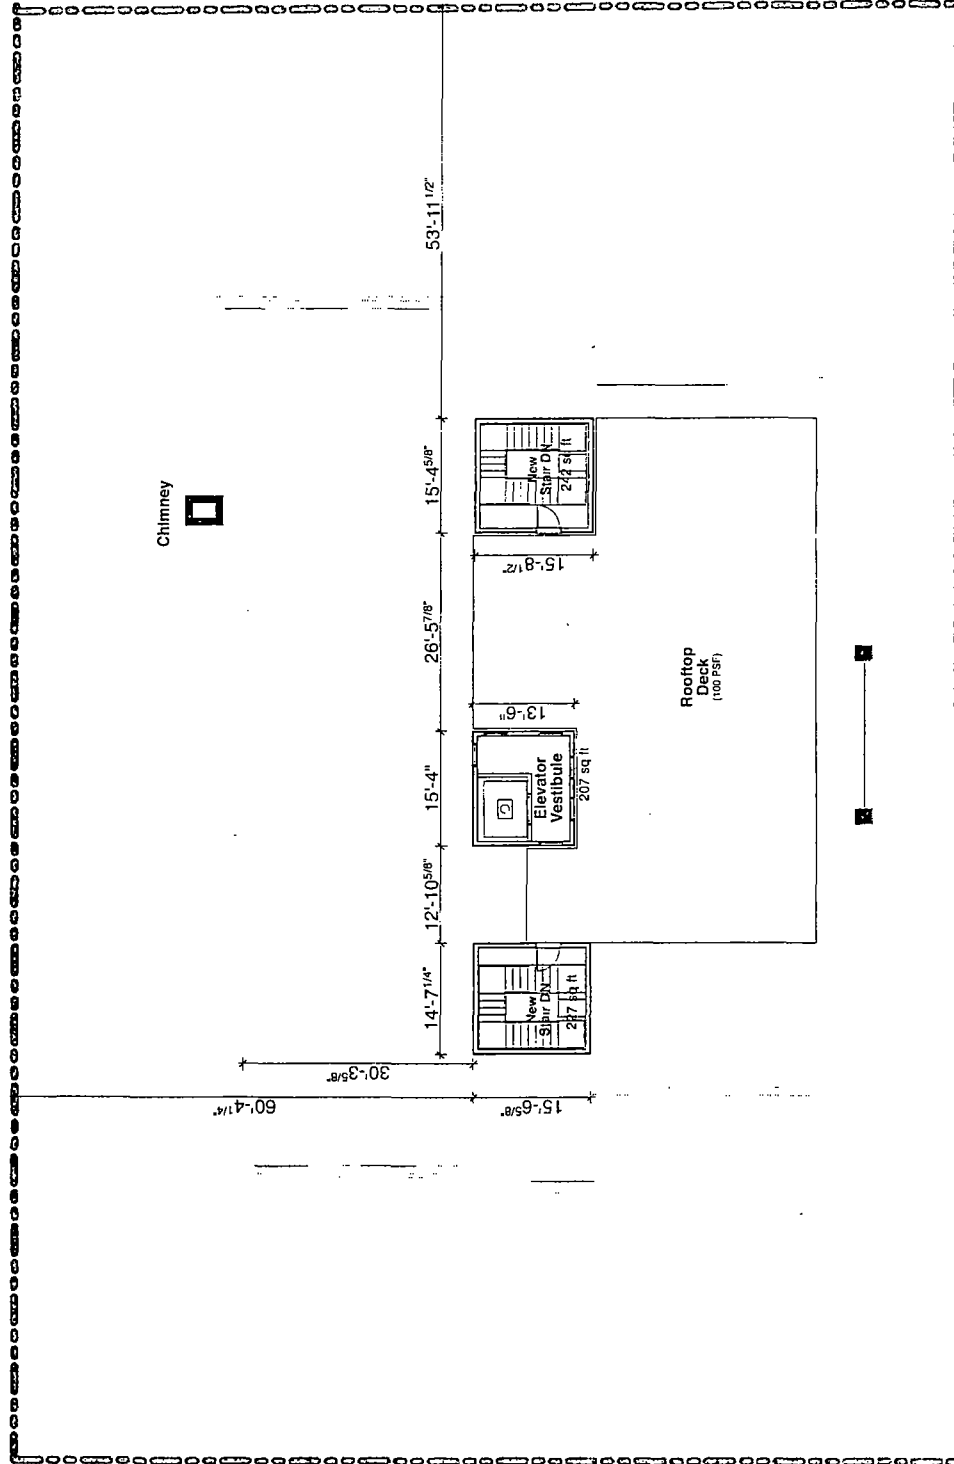 Chimney
53'-11 1/2"
15'-4 5/8"
26'-5 7/8"
15'-4"
12'-10 5/8"
14'-7 1/4"
New
Stair DN
242 sq ft
15'-8 1/2"
13'-6"
Elevator
Vestibule
207 sq ft
Rooftop
Deck
(100 PSF)
New
Stair DN
227 sq ft
30'-3 5/8"
60'-4 1/4"
15'-6 5/8"